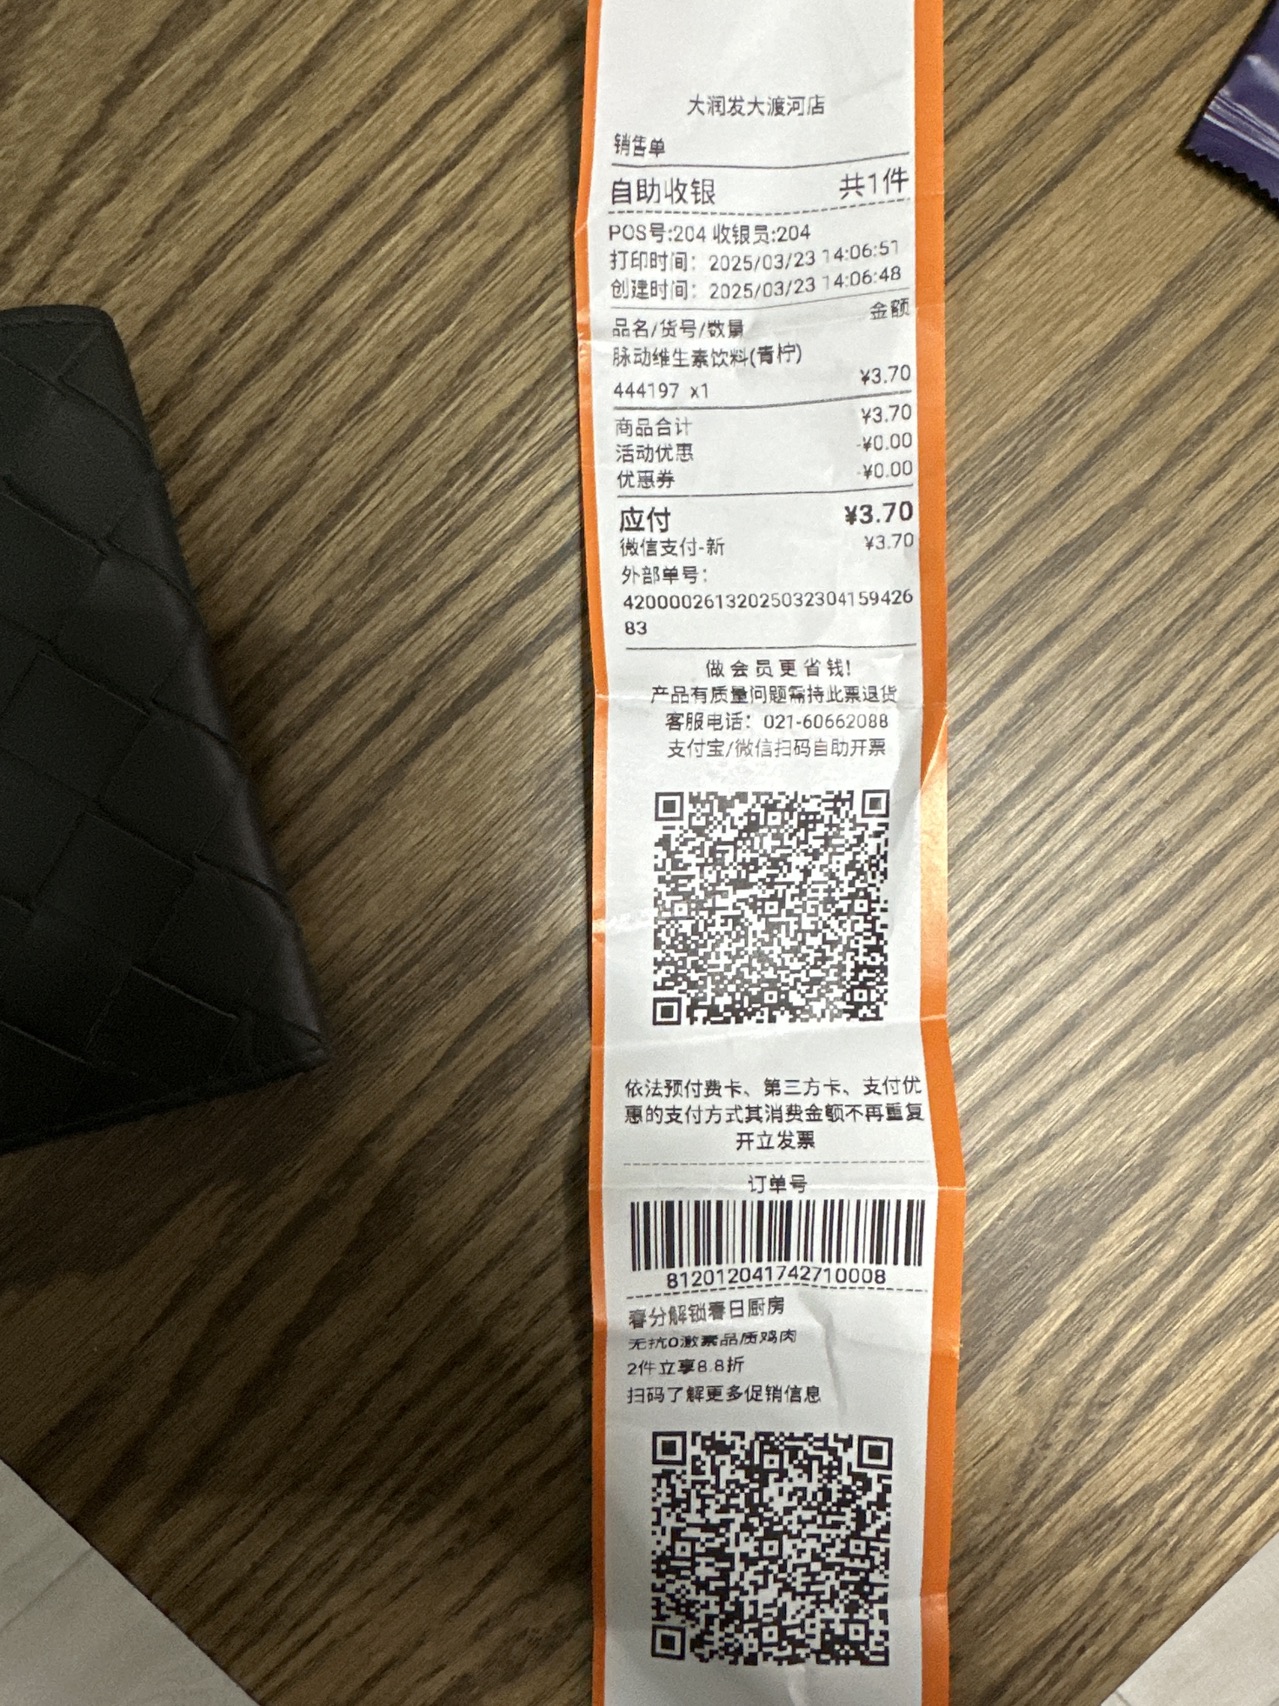 大润发大渡河店
销售单
自助收银 共1件
POS号:204 收银员:204
打印时间： 2025/03/23 14:06:51
创建时间： 2025/03/23 14:06:48
品名/货号/数量 金额
脉动维生素饮料(青柠)
444197 x1 ¥3.70
商品合计 ¥3.70
活动优惠 -¥0.00
优惠券 -¥0.00
应付 ¥3.70
微信支付-新 ¥3.70
外部单号：
42000026132025032304159426
83
做会员更省钱!
产品有质量问题需持此票退货
客服电话：021-60662088
支付宝/微信扫码自助开票
依法预付费卡、第三方卡、支付优
惠的支付方式其消费金额不再重复
开立发票
订单号
812012041742710008
春分解锁春日厨房
无抗0激素品质鸡肉
2件立享8.8折
扫码了解更多促销信息